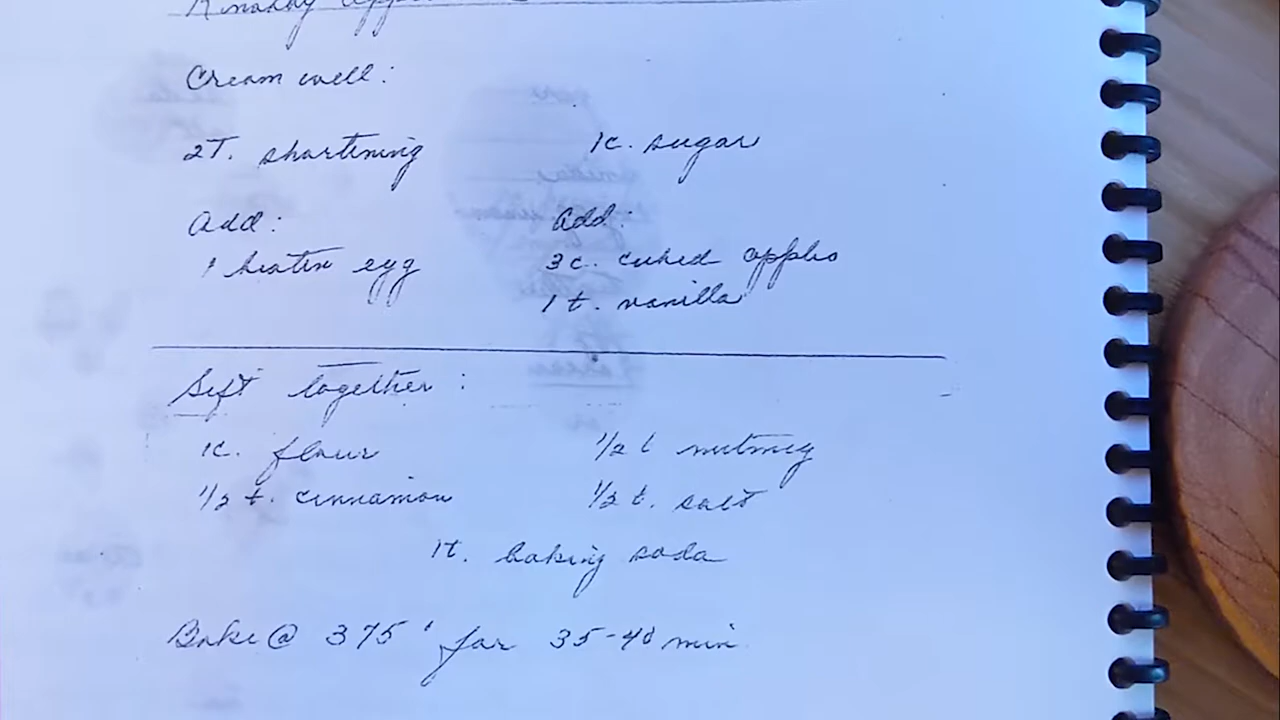 Cream well:
2T. shortening 1c. sugar
Add: Add:
1 beaten egg 3c. cubed apples
1 t. vanilla
Sift together:
1c. flour 1/2 t nutmeg
1/2 t. cinnamon 1/2 t. salt
1t. baking soda
Bake @ 375° for 35-40 min.